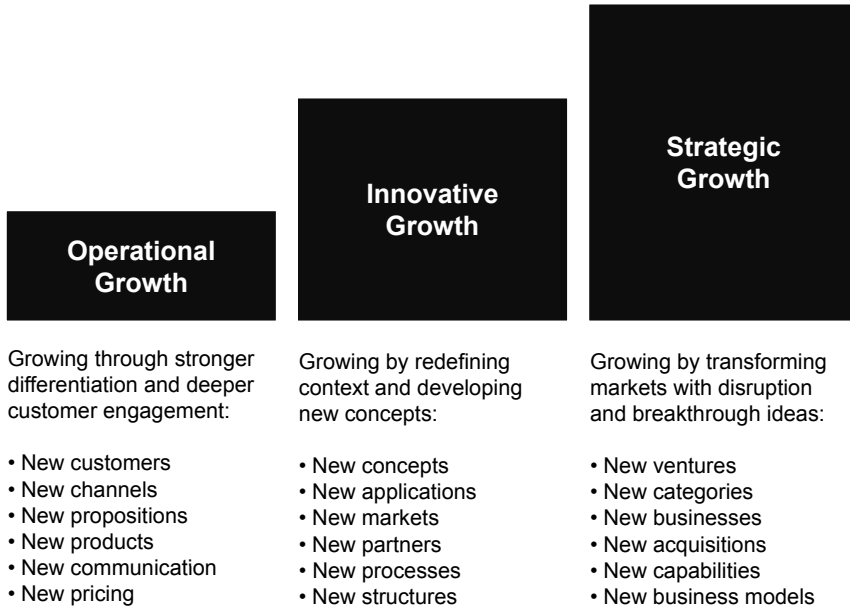 Operational
Growth
Innovative
Growth
Strategic
Growth
Growing through stronger
differentiation and deeper
customer engagement:
• New customers
• New channels
• New propositions
• New products
• New communication
• New pricing
Growing by redefining
context and developing
new concepts:
• New concepts
• New applications
• New markets
• New partners
• New processes
• New structures
Growing by transforming
markets with disruption
and breakthrough ideas:
• New ventures
• New categories
• New businesses
• New acquisitions
• New capabilities
• New business models